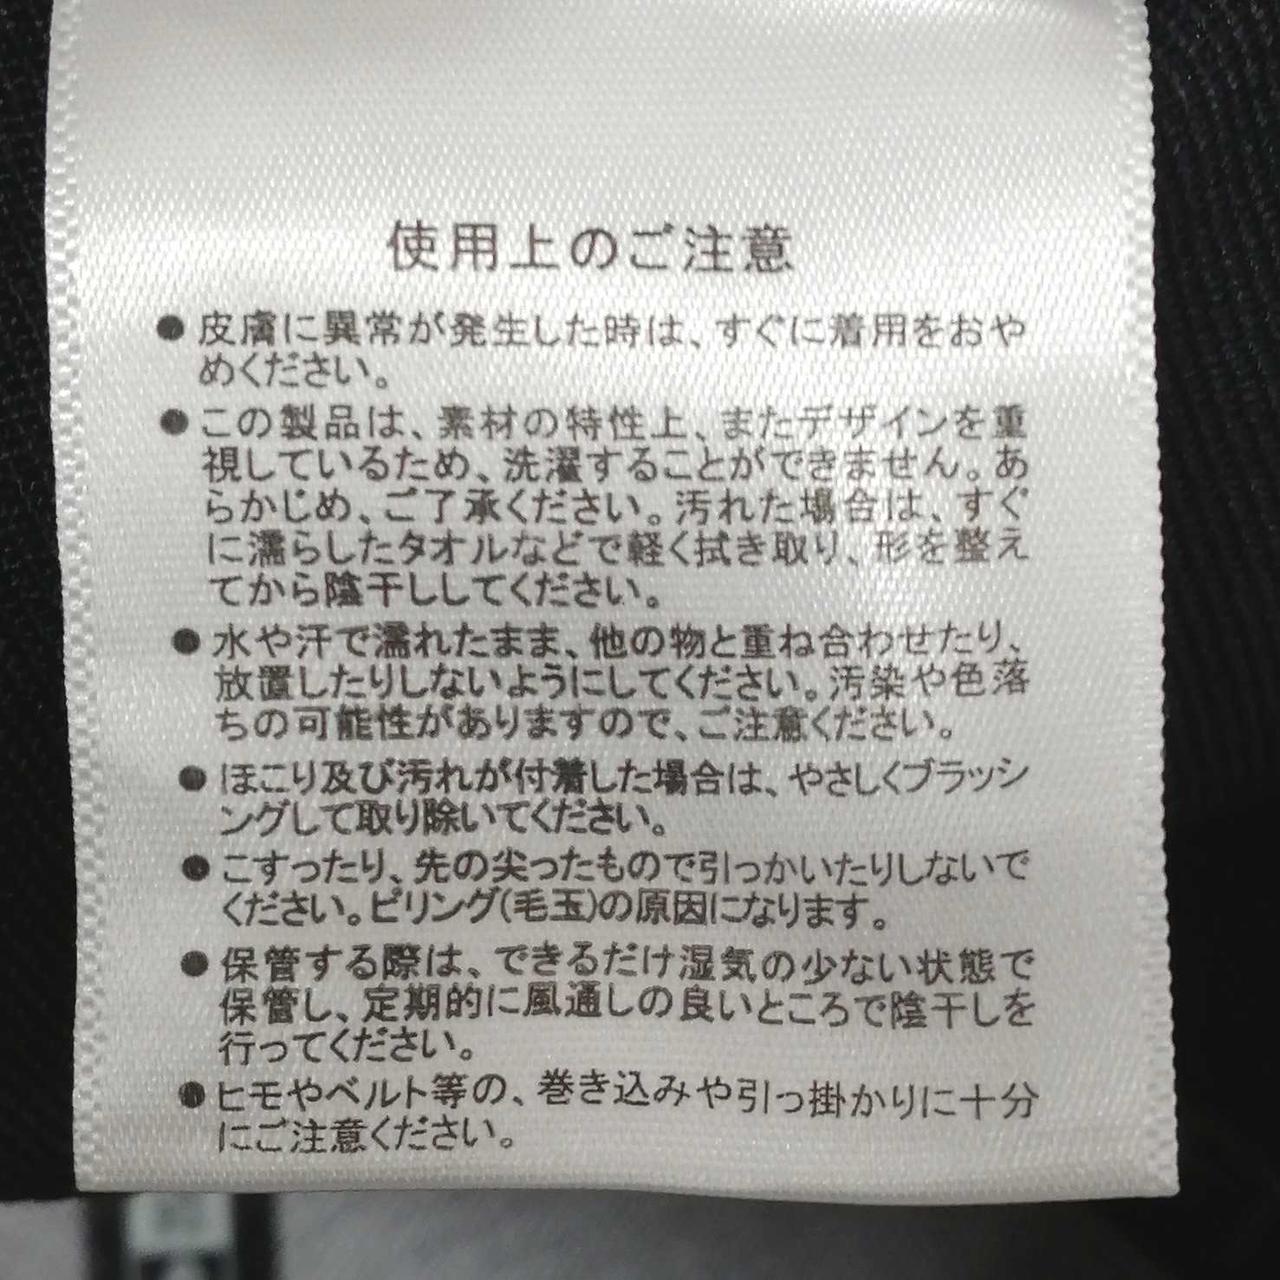 使用上のご注意
●皮膚に異常が発生した時は、すぐに着用をおや
めください。
●この製品は、素材の特性上、またデザインを重
視しているため、洗濯することができません。あ
らかじめ、ご了承ください。汚れた場合は、すぐ
に濡らしたタオルなどで軽く拭き取り、形を整え
てから陰干ししてください。
●水や汗で濡れたまま、他の物と重ね合わせたり、
放置したりしないようにしてください。汚染や色落
ちの可能性がありますので、ご注意ください。
●ほこり及び汚れが付着した場合は、やさしくブラッシ
ングして取り除いてください。
●こすったり、先の尖ったもので引っかいたりしないで
ください。ピリング(毛玉)の原因になります。
●保管する際は、できるだけ湿気の少ない状態で
保管し、定期的に風通しの良いところで陰干しを
行ってください。
●ヒモやベルト等の、巻き込みや引っ掛かりに十分
にご注意ください。